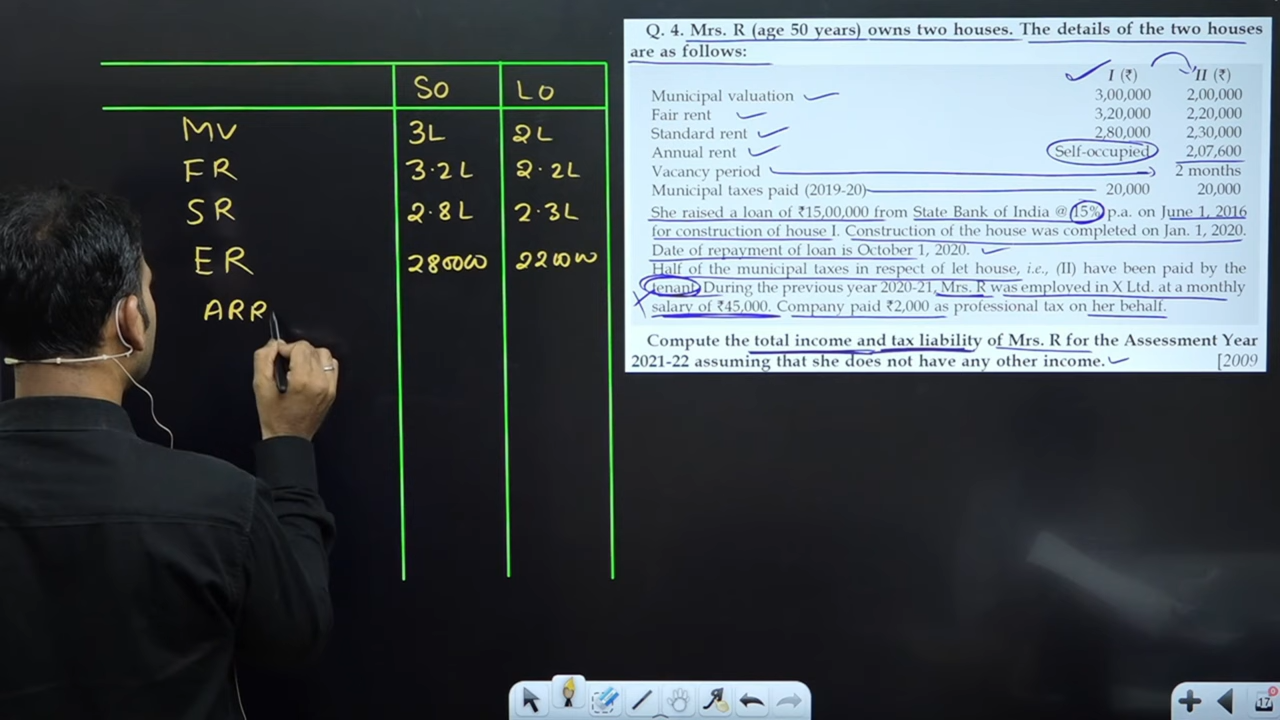 SO LO
MV 3L 2L
FR 3.2L 2.2L
SR 2.8L 2.3L
ER 280000 220000
ARR
Q. 4. Mrs. R (age 50 years) owns two houses. The details of the two houses
are as follows:
I (₹) II (₹)
Municipal valuation 3,00,000 2,00,000
Fair rent 3,20,000 2,20,000
Standard rent 2,80,000 2,30,000
Annual rent Self-occupied 2,07,600
Vacancy period 2 months
Municipal taxes paid (2019-20) 20,000 20,000
She raised a loan of ₹15,00,000 from State Bank of India @ 15% p.a. on June 1, 2016
for construction of house I. Construction of the house was completed on Jan. 1, 2020.
Date of repayment of loan is October 1, 2020.
Half of the municipal taxes in respect of let house, i.e., (II) have been paid by the
tenant. During the previous year 2020-21, Mrs. R was employed in X Ltd. at a monthly
salary of ₹45,000. Company paid ₹2,000 as professional tax on her behalf.
Compute the total income and tax liability of Mrs. R for the Assessment Year
2021-22 assuming that she does not have any other income. [2009
17